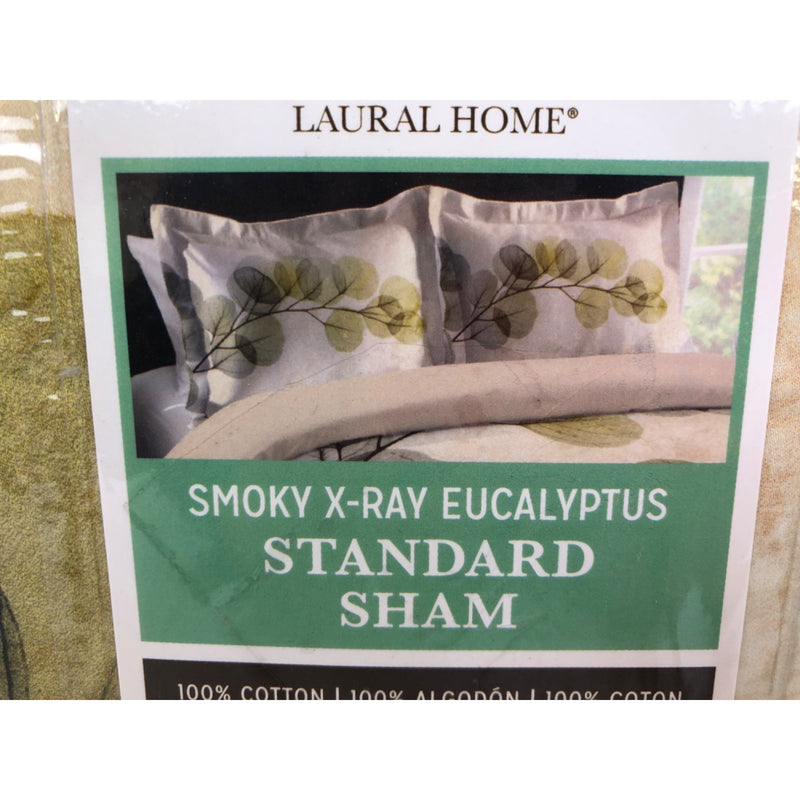 LAURAL HOME®
SMOKY X-RAY EUCALYPTUS
STANDARD
SHAM
100% COTTON | 100% ALGODÓN | 100% COTON